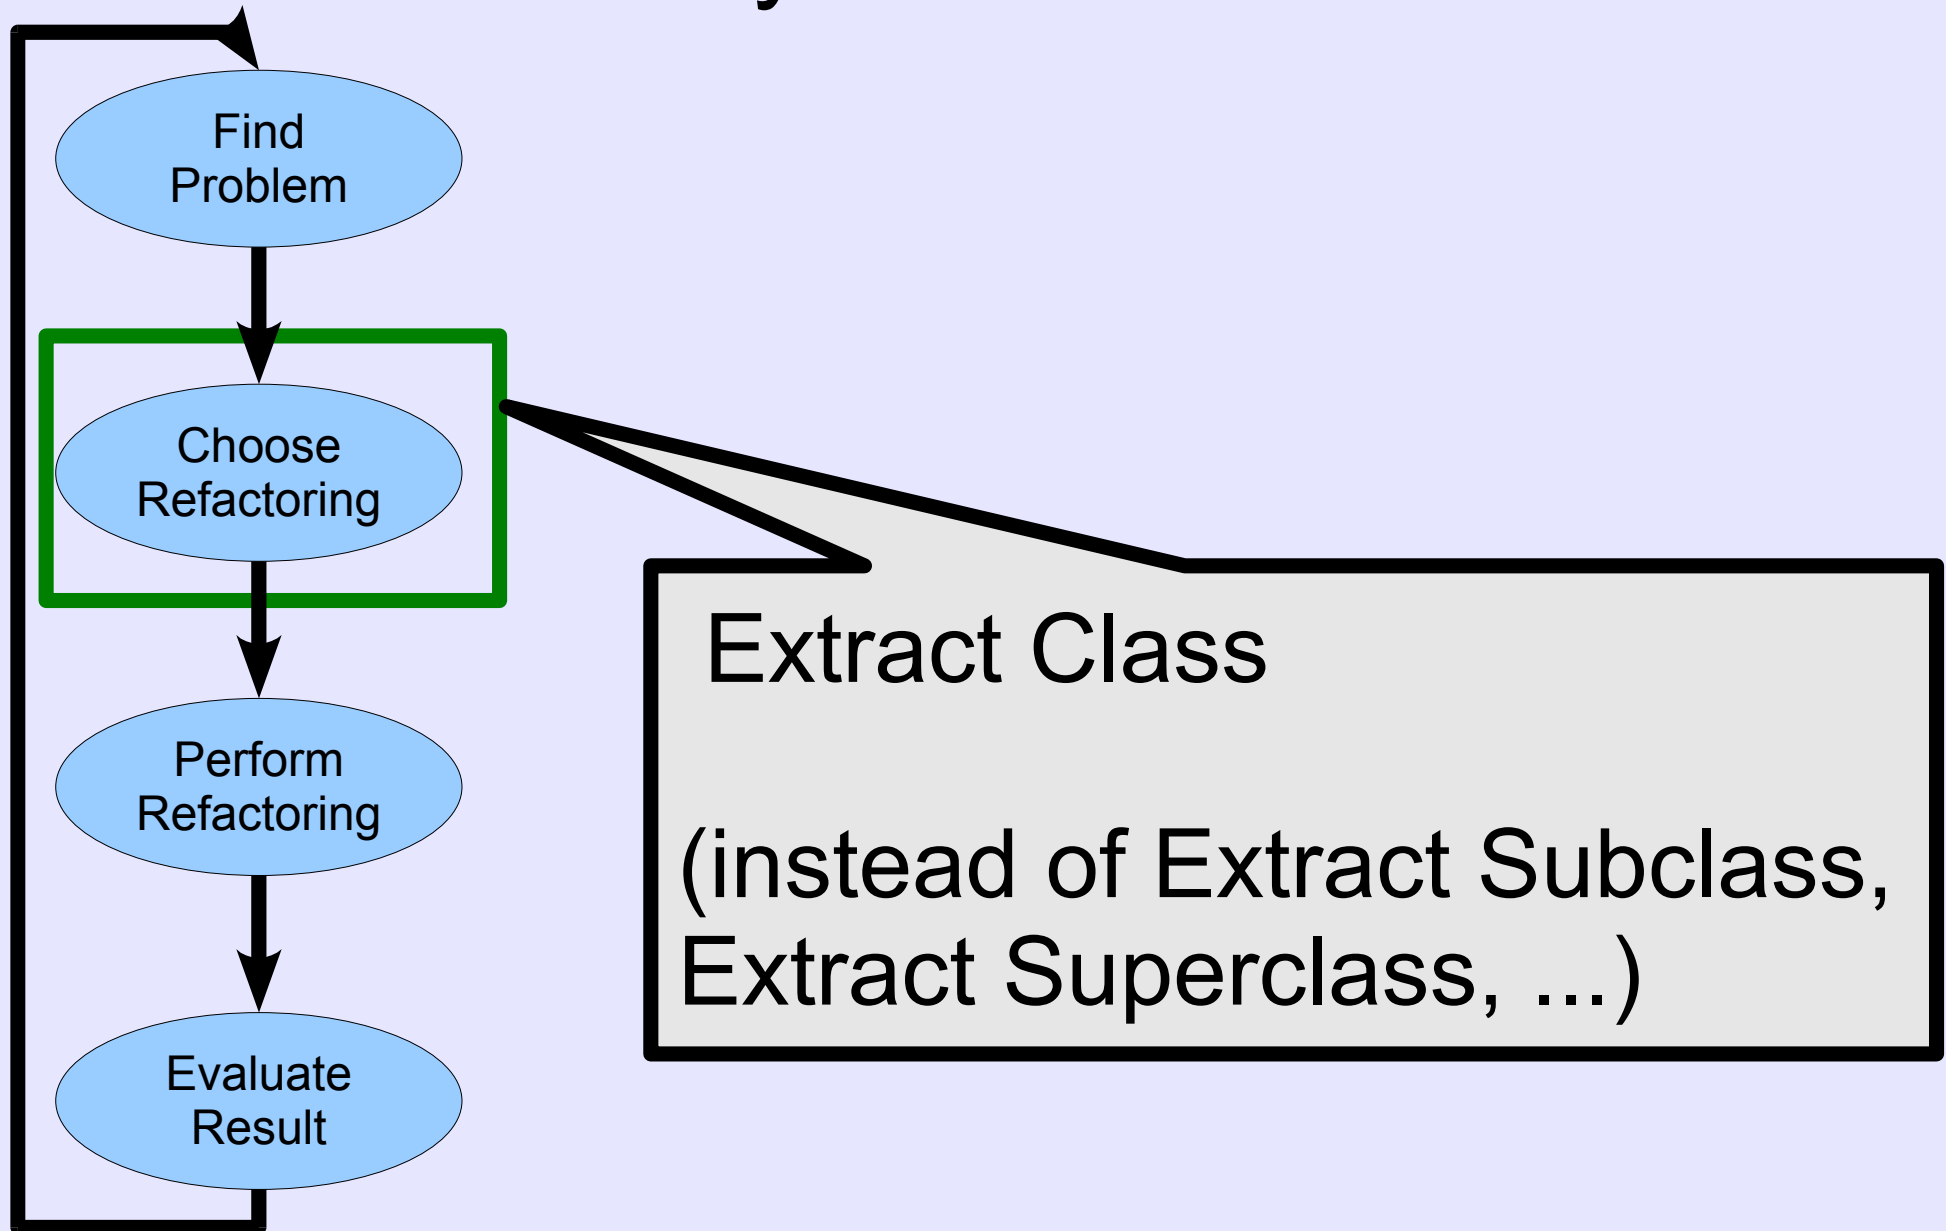 Find
Problem
Choose
Refactoring
Perform
Refactoring
Evaluate
Result
Extract Class
(instead of Extract Subclass,
Extract Superclass, ...)